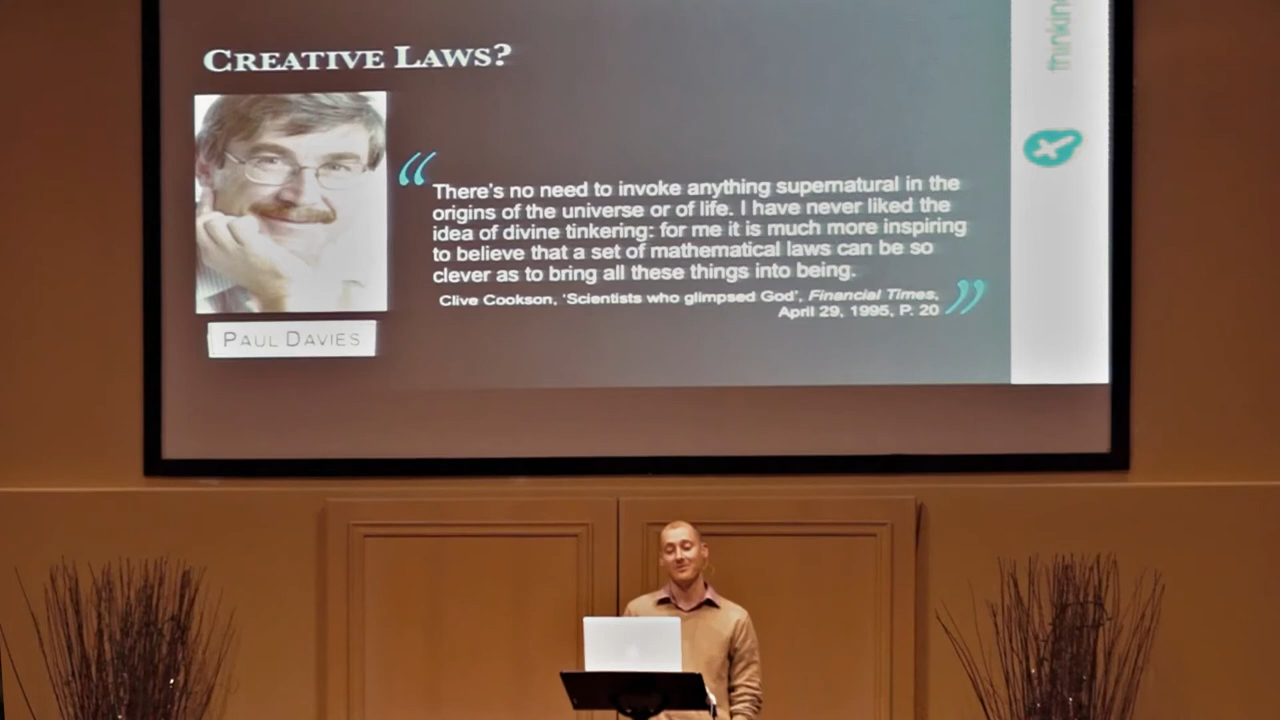 CREATIVE LAWS?
“
There's no need to invoke anything supernatural in the
origins of the universe or of life. I have never liked the
idea of divine tinkering: for me it is much more inspiring
to believe that a set of mathematical laws can be so
clever as to bring all these things into being.
Clive Cookson, ‘Scientists who glimpsed God’, Financial Times,
April 29, 1995, P. 20
”
PAUL DAVIES
thinkin